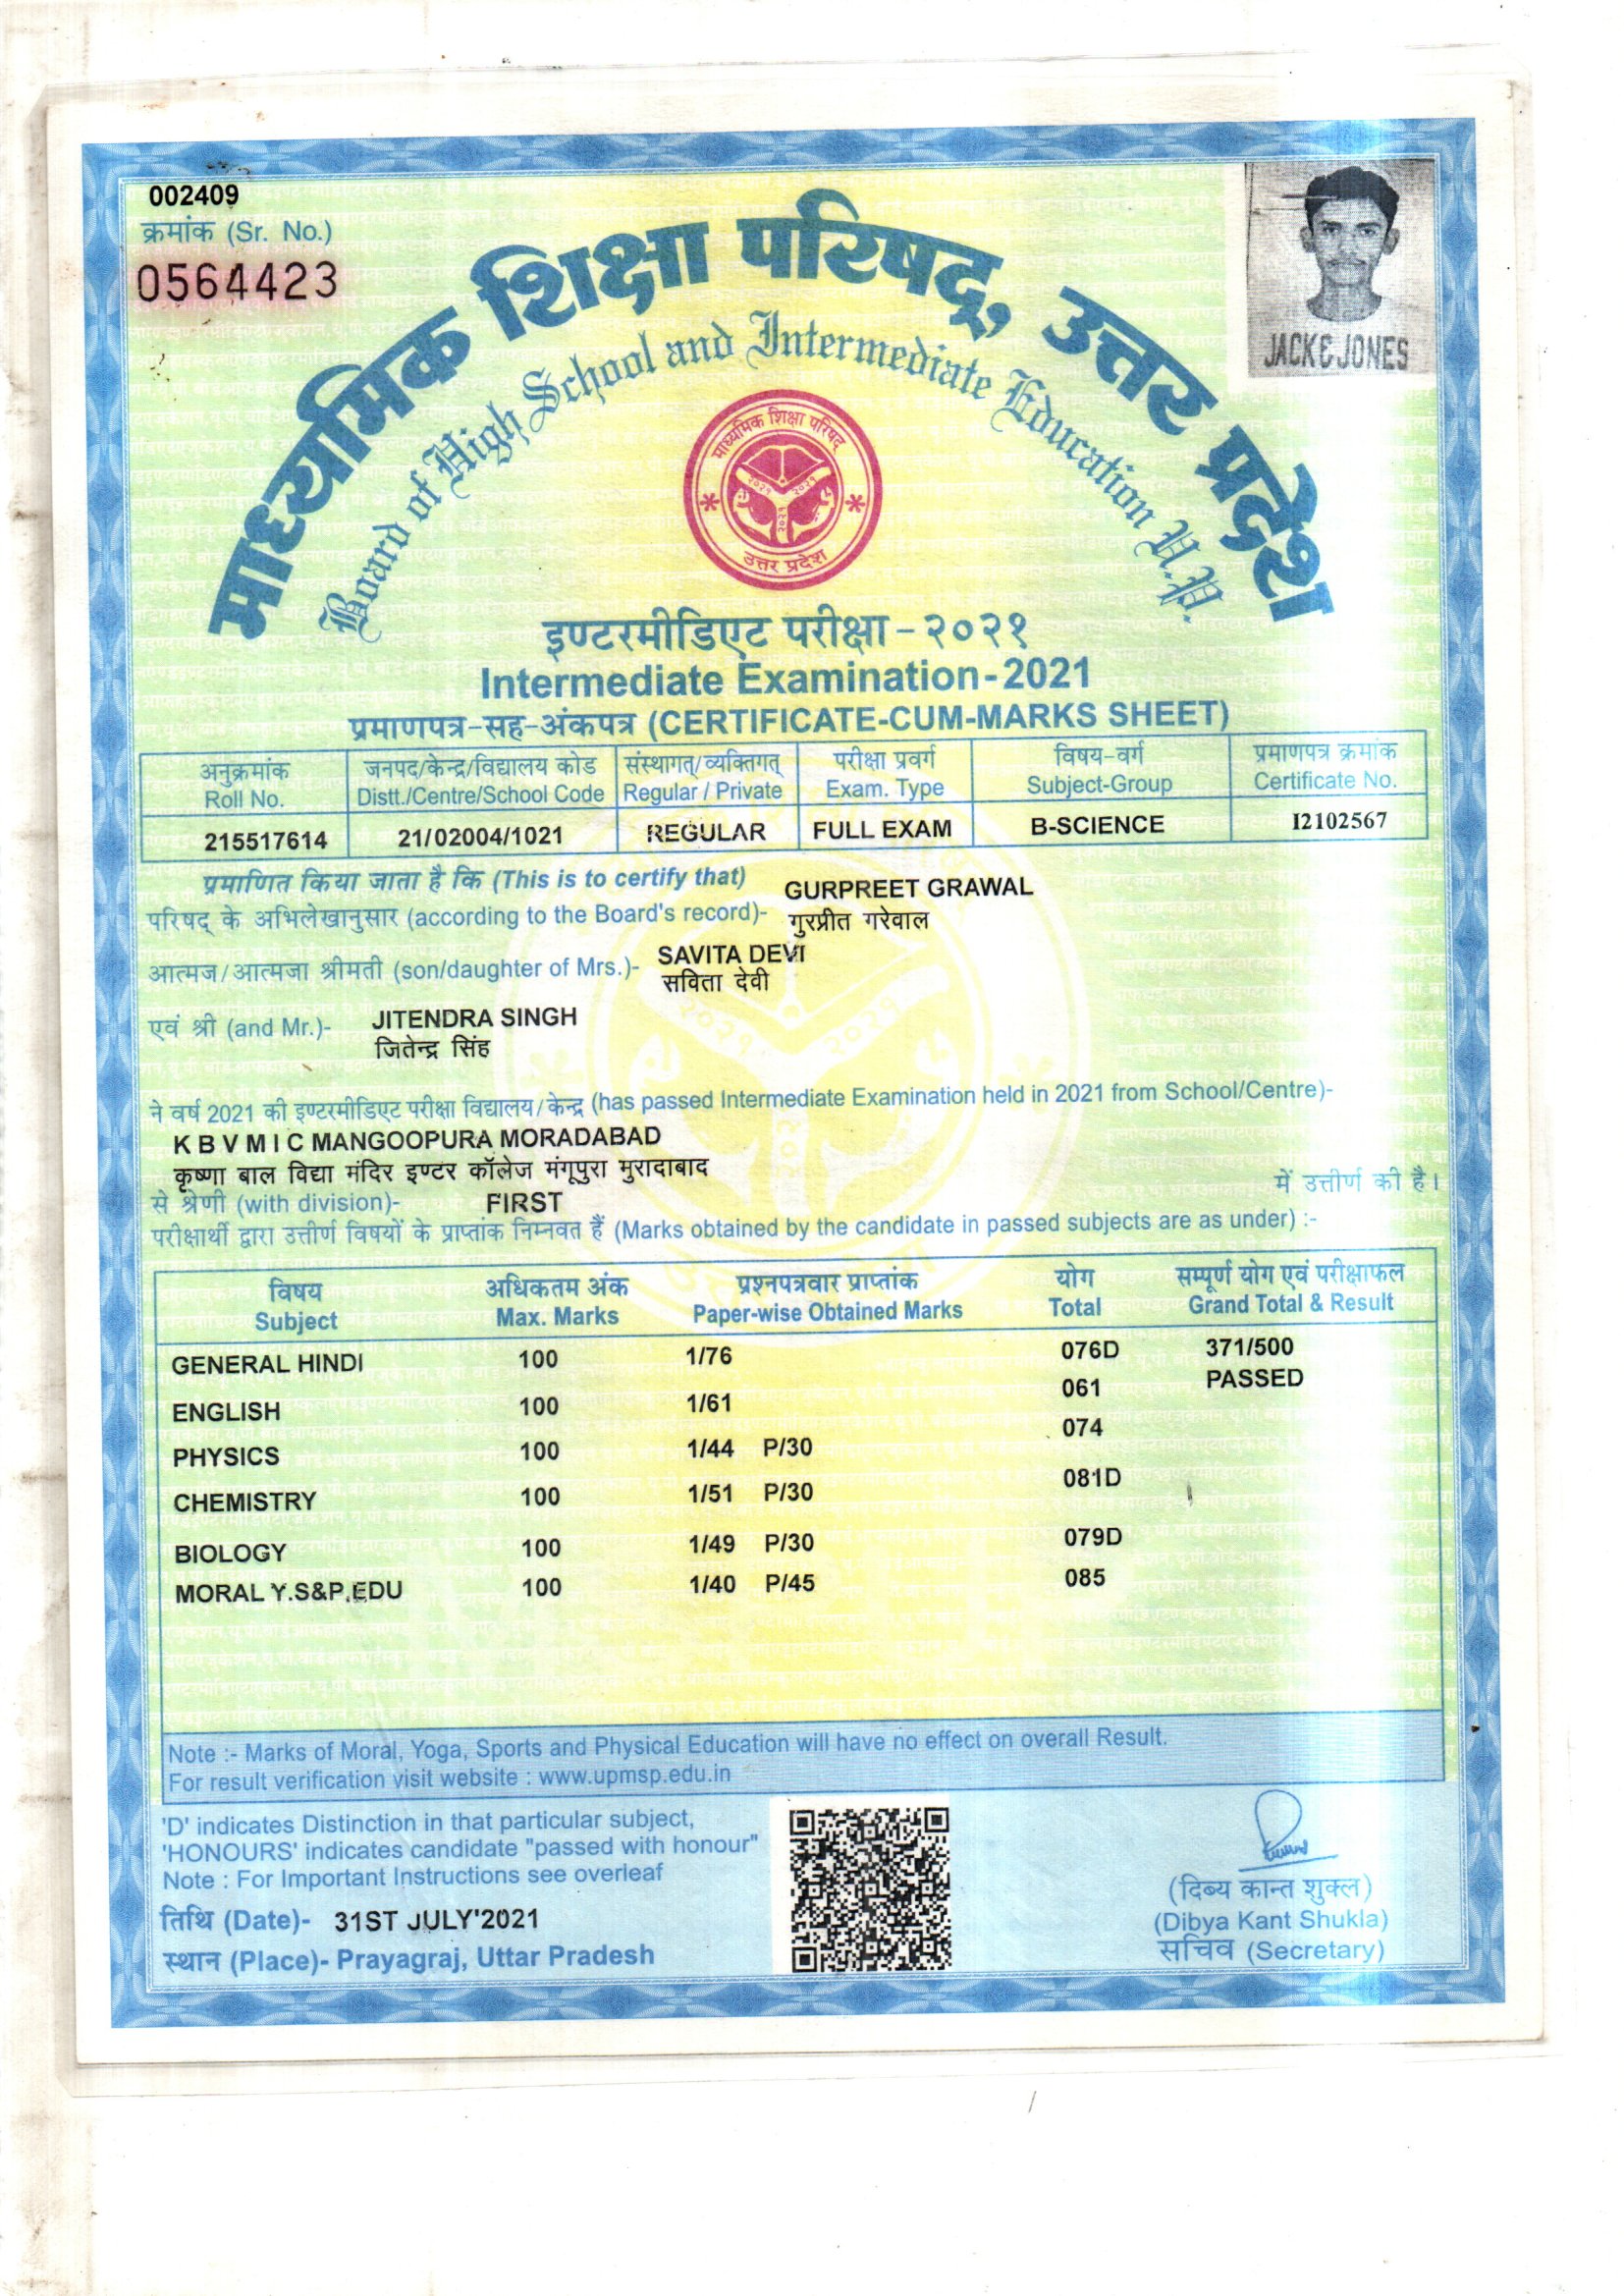 002409
क्रमांक (Sr. No.)
0564423
JACK&JONES
माध्यमिक शिक्षा परिषद्, उत्तर प्रदेश
Board of High School and Intermediate Education U.P.
माध्यमिक शिक्षा परिषद
२०२१ २०२१
२०२१
उत्तर प्रदेश
इण्टरमीडिएट परीक्षा-२०२१
Intermediate Examination-2021
प्रमाणपत्र-सह-अंकपत्र (CERTIFICATE-CUM-MARKS SHEET)
अनुक्रमांक जनपद/केन्द्र/विद्यालय कोड संस्थागत्/व्यक्तिगत् परीक्षा प्रवर्ग विषय-वर्ग प्रमाणपत्र क्रमांक
Roll No. Distt./Centre/School Code Regular / Private Exam. Type Subject-Group Certificate No.
215517614 21/02004/1021 REGULAR FULL EXAM B-SCIENCE I2102567
प्रमाणित किया जाता है कि (This is to certify that) GURPREET GRAWAL
परिषद् के अभिलेखानुसार (according to the Board's record)- गुरप्रीत गरेवाल
SAVITA DEVI
आत्मज/आत्मजा श्रीमती (son/daughter of Mrs.)- सविता देवी
एवं श्री (and Mr.)- JITENDRA SINGH
जितेन्द्र सिंह
ने वर्ष 2021 की इण्टरमीडिएट परीक्षा विद्यालय/केन्द्र (has passed Intermediate Examination held in 2021 from School/Centre)-
K B V M I C MANGOOPURA MORADABAD
कृष्णा बाल विद्या मंदिर इण्टर कॉलेज मंगूपुरा मुरादाबाद
में उत्तीर्ण की है।
से श्रेणी (with division)- FIRST
परीक्षार्थी द्वारा उत्तीर्ण विषयों के प्राप्तांक निम्नवत हैं (Marks obtained by the candidate in passed subjects are as under) :-
विषय अधिकतम अंक प्रश्नपत्रवार प्राप्तांक योग सम्पूर्ण योग एवं परीक्षाफल
Subject Max. Marks Paper-wise Obtained Marks Total Grand Total & Result
GENERAL HINDI 100 1/76 076D 371/500
PASSED
ENGLISH 100 1/61 061
PHYSICS 100 1/44 P/30 074
CHEMISTRY 100 1/51 P/30 081D
BIOLOGY 100 1/49 P/30 079D
MORAL Y.S&P.EDU 100 1/40 P/45 085
Note :- Marks of Moral, Yoga, Sports and Physical Education will have no effect on overall Result.
For result verification visit website : www.upmsp.edu.in
'D' indicates Distinction in that particular subject,
'HONOURS' indicates candidate "passed with honour"
Note : For Important Instructions see overleaf
तिथि (Date)- 31ST JULY'2021
स्थान (Place)- Prayagraj, Uttar Pradesh
(दिब्य कान्त शुक्ल)
(Dibya Kant Shukla)
सचिव (Secretary)